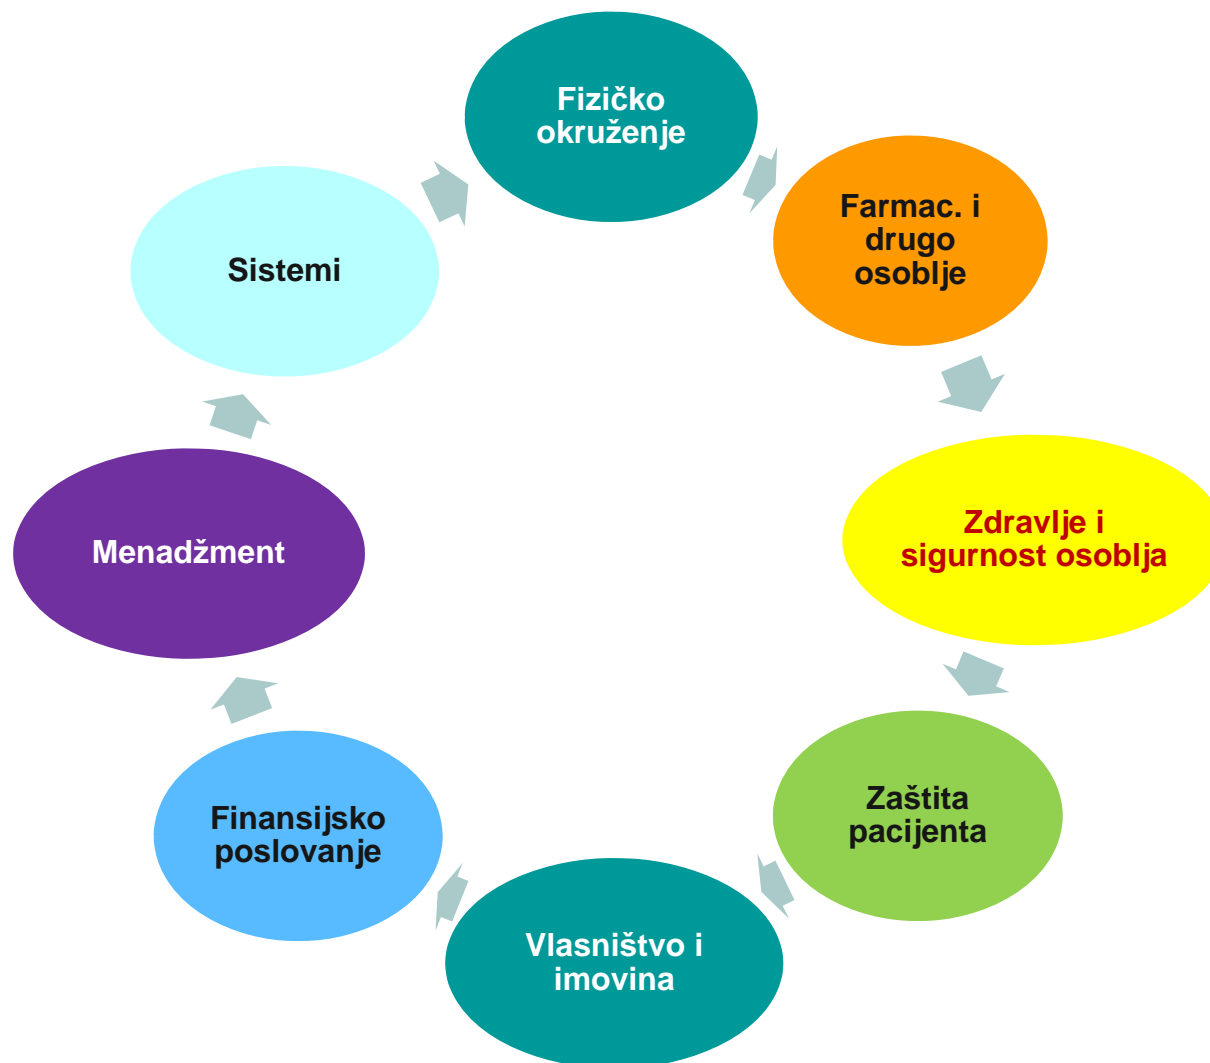 Fizičko
okruženje
Farmac. i
drugo
osoblje
Zdravlje i
sigurnost osoblja
Zaštita
pacijenta
Vlasništvo i
imovina
Finansijsko
poslovanje
Menadžment
Sistemi